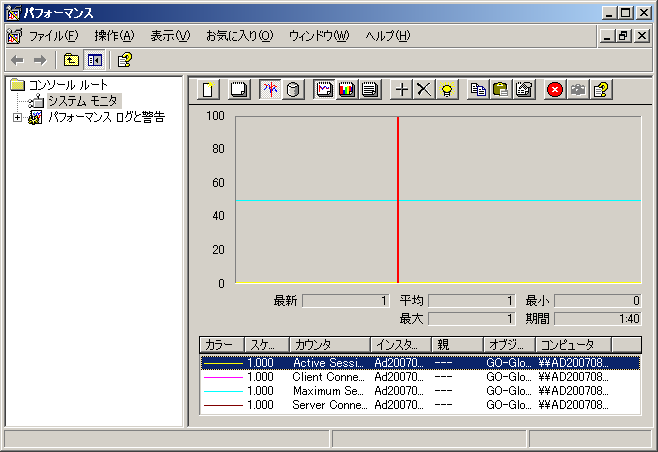 パフォーマンス
ファイル(F) 操作(A) 表示(V) お気に入り(O) ウィンドウ(W) ヘルプ(H)
コンソール ルート
システム モニタ
パフォーマンス ログと警告
100
80
60
40
20
0
最新 1 平均 1 最小 0
最大 1 期間 1:40
カラー スケ... カウンタ インスタ... 親 オブジ... コンピュータ
1.000 Active Sessi... Ad20070... --- GO-Glo... ¥¥AD200708...
1.000 Client Conne... Ad20070... --- GO-Glo... ¥¥AD200708...
1.000 Maximum Se... Ad20070... --- GO-Glo... ¥¥AD200708...
1.000 Server Conne... Ad20070... --- GO-Glo... ¥¥AD200708...